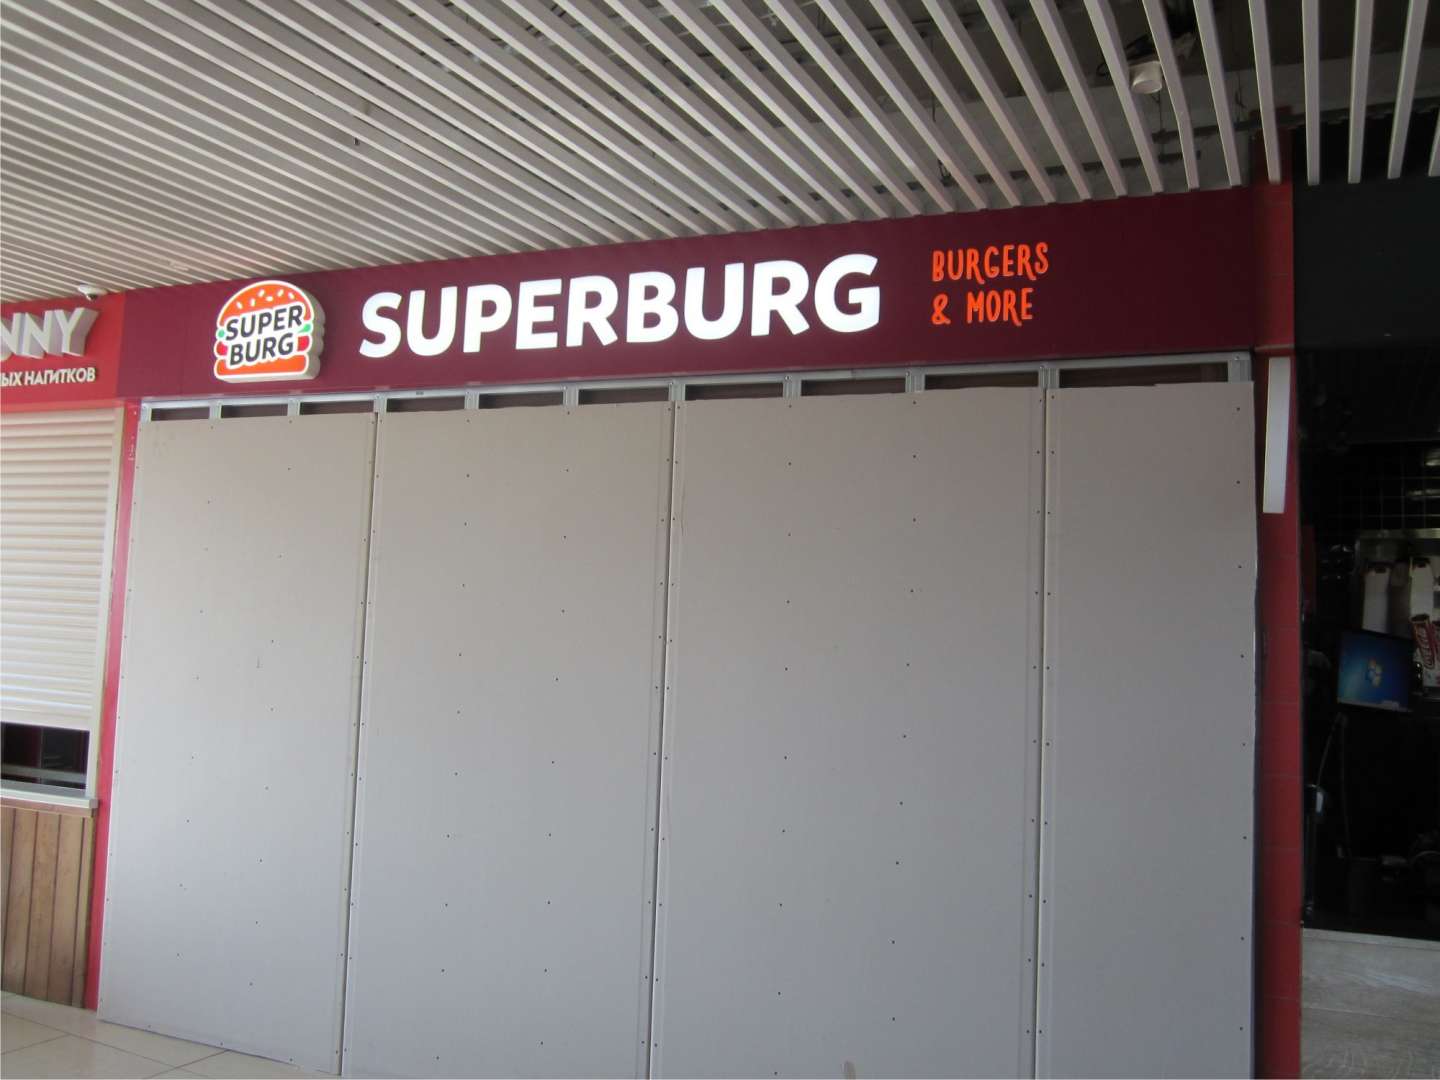 NNY
ЫХ НАПИТКОВ
SUPER
BURG
SUPERBURG
BURGERS
& MORE